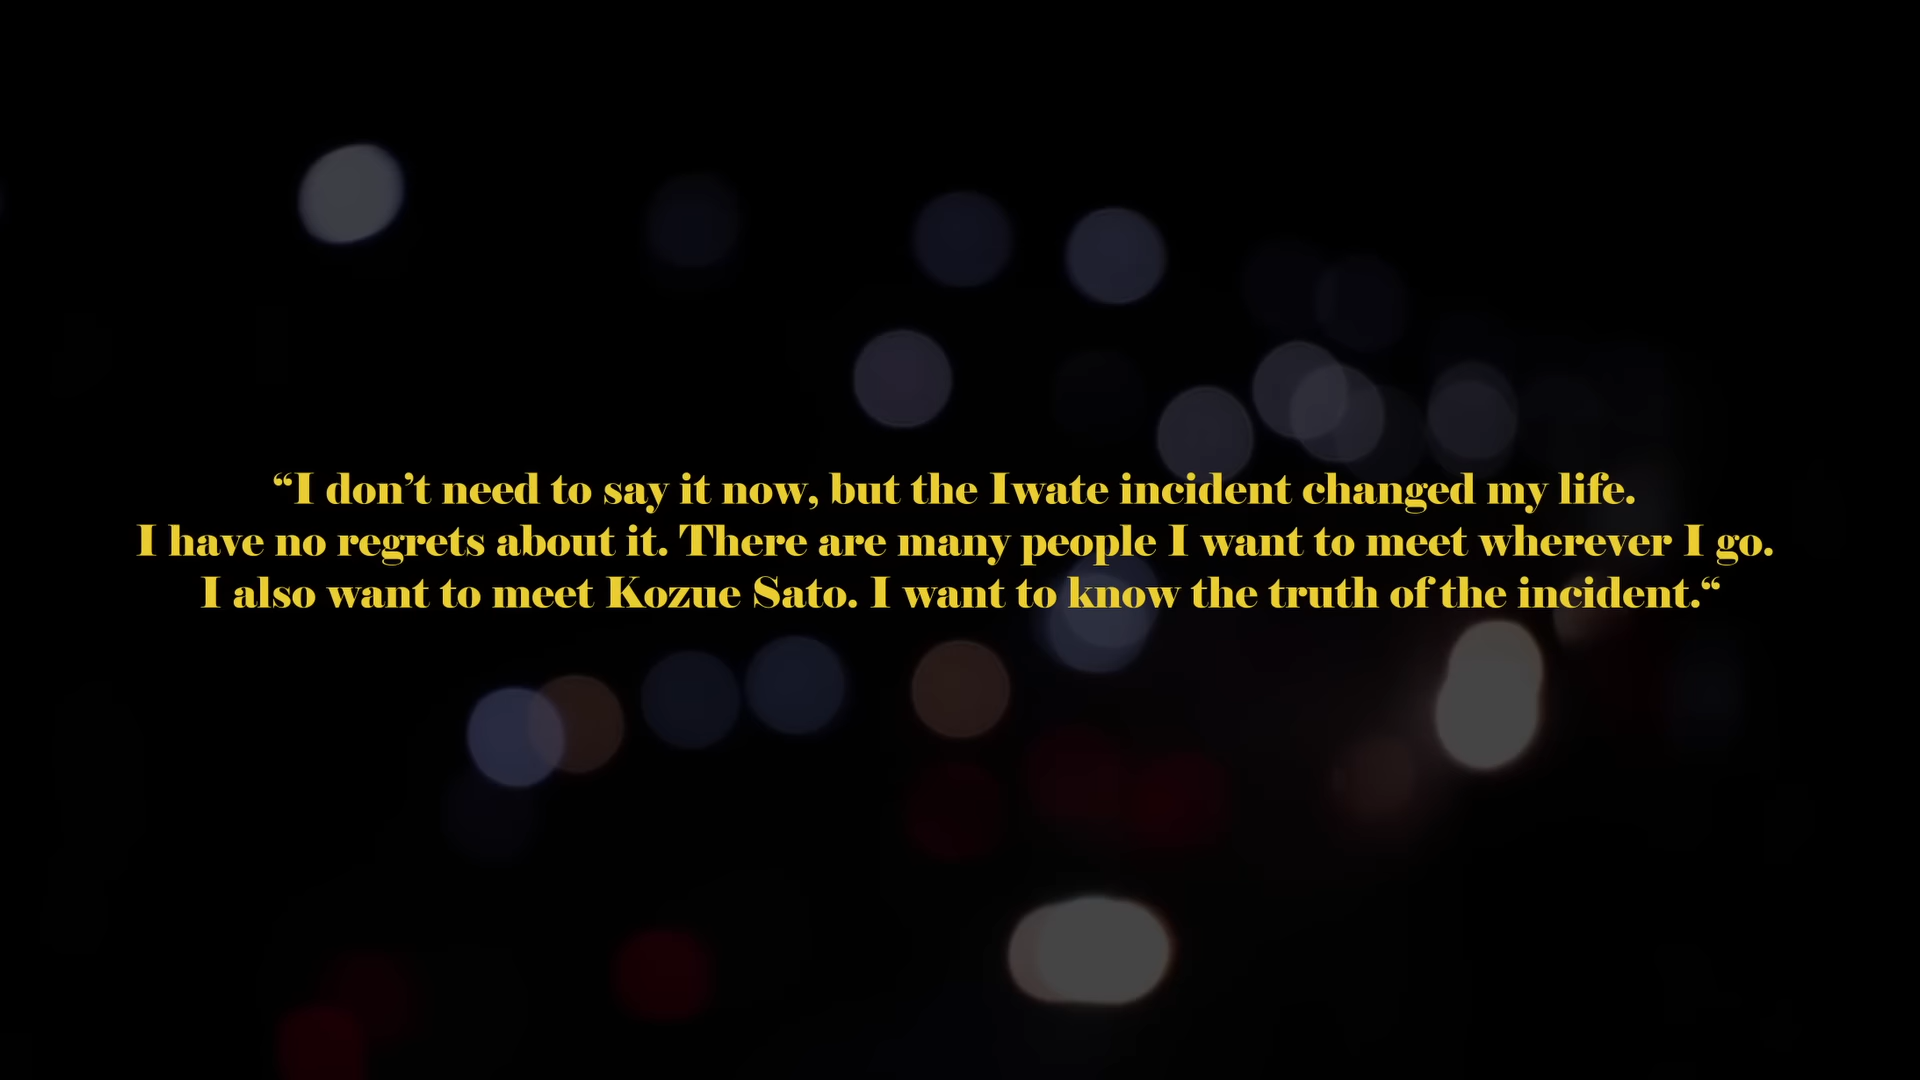 “I don’t need to say it now, but the Iwate incident changed my life.
I have no regrets about it. There are many people I want to meet wherever I go.
I also want to meet Kozue Sato. I want to know the truth of the incident.“